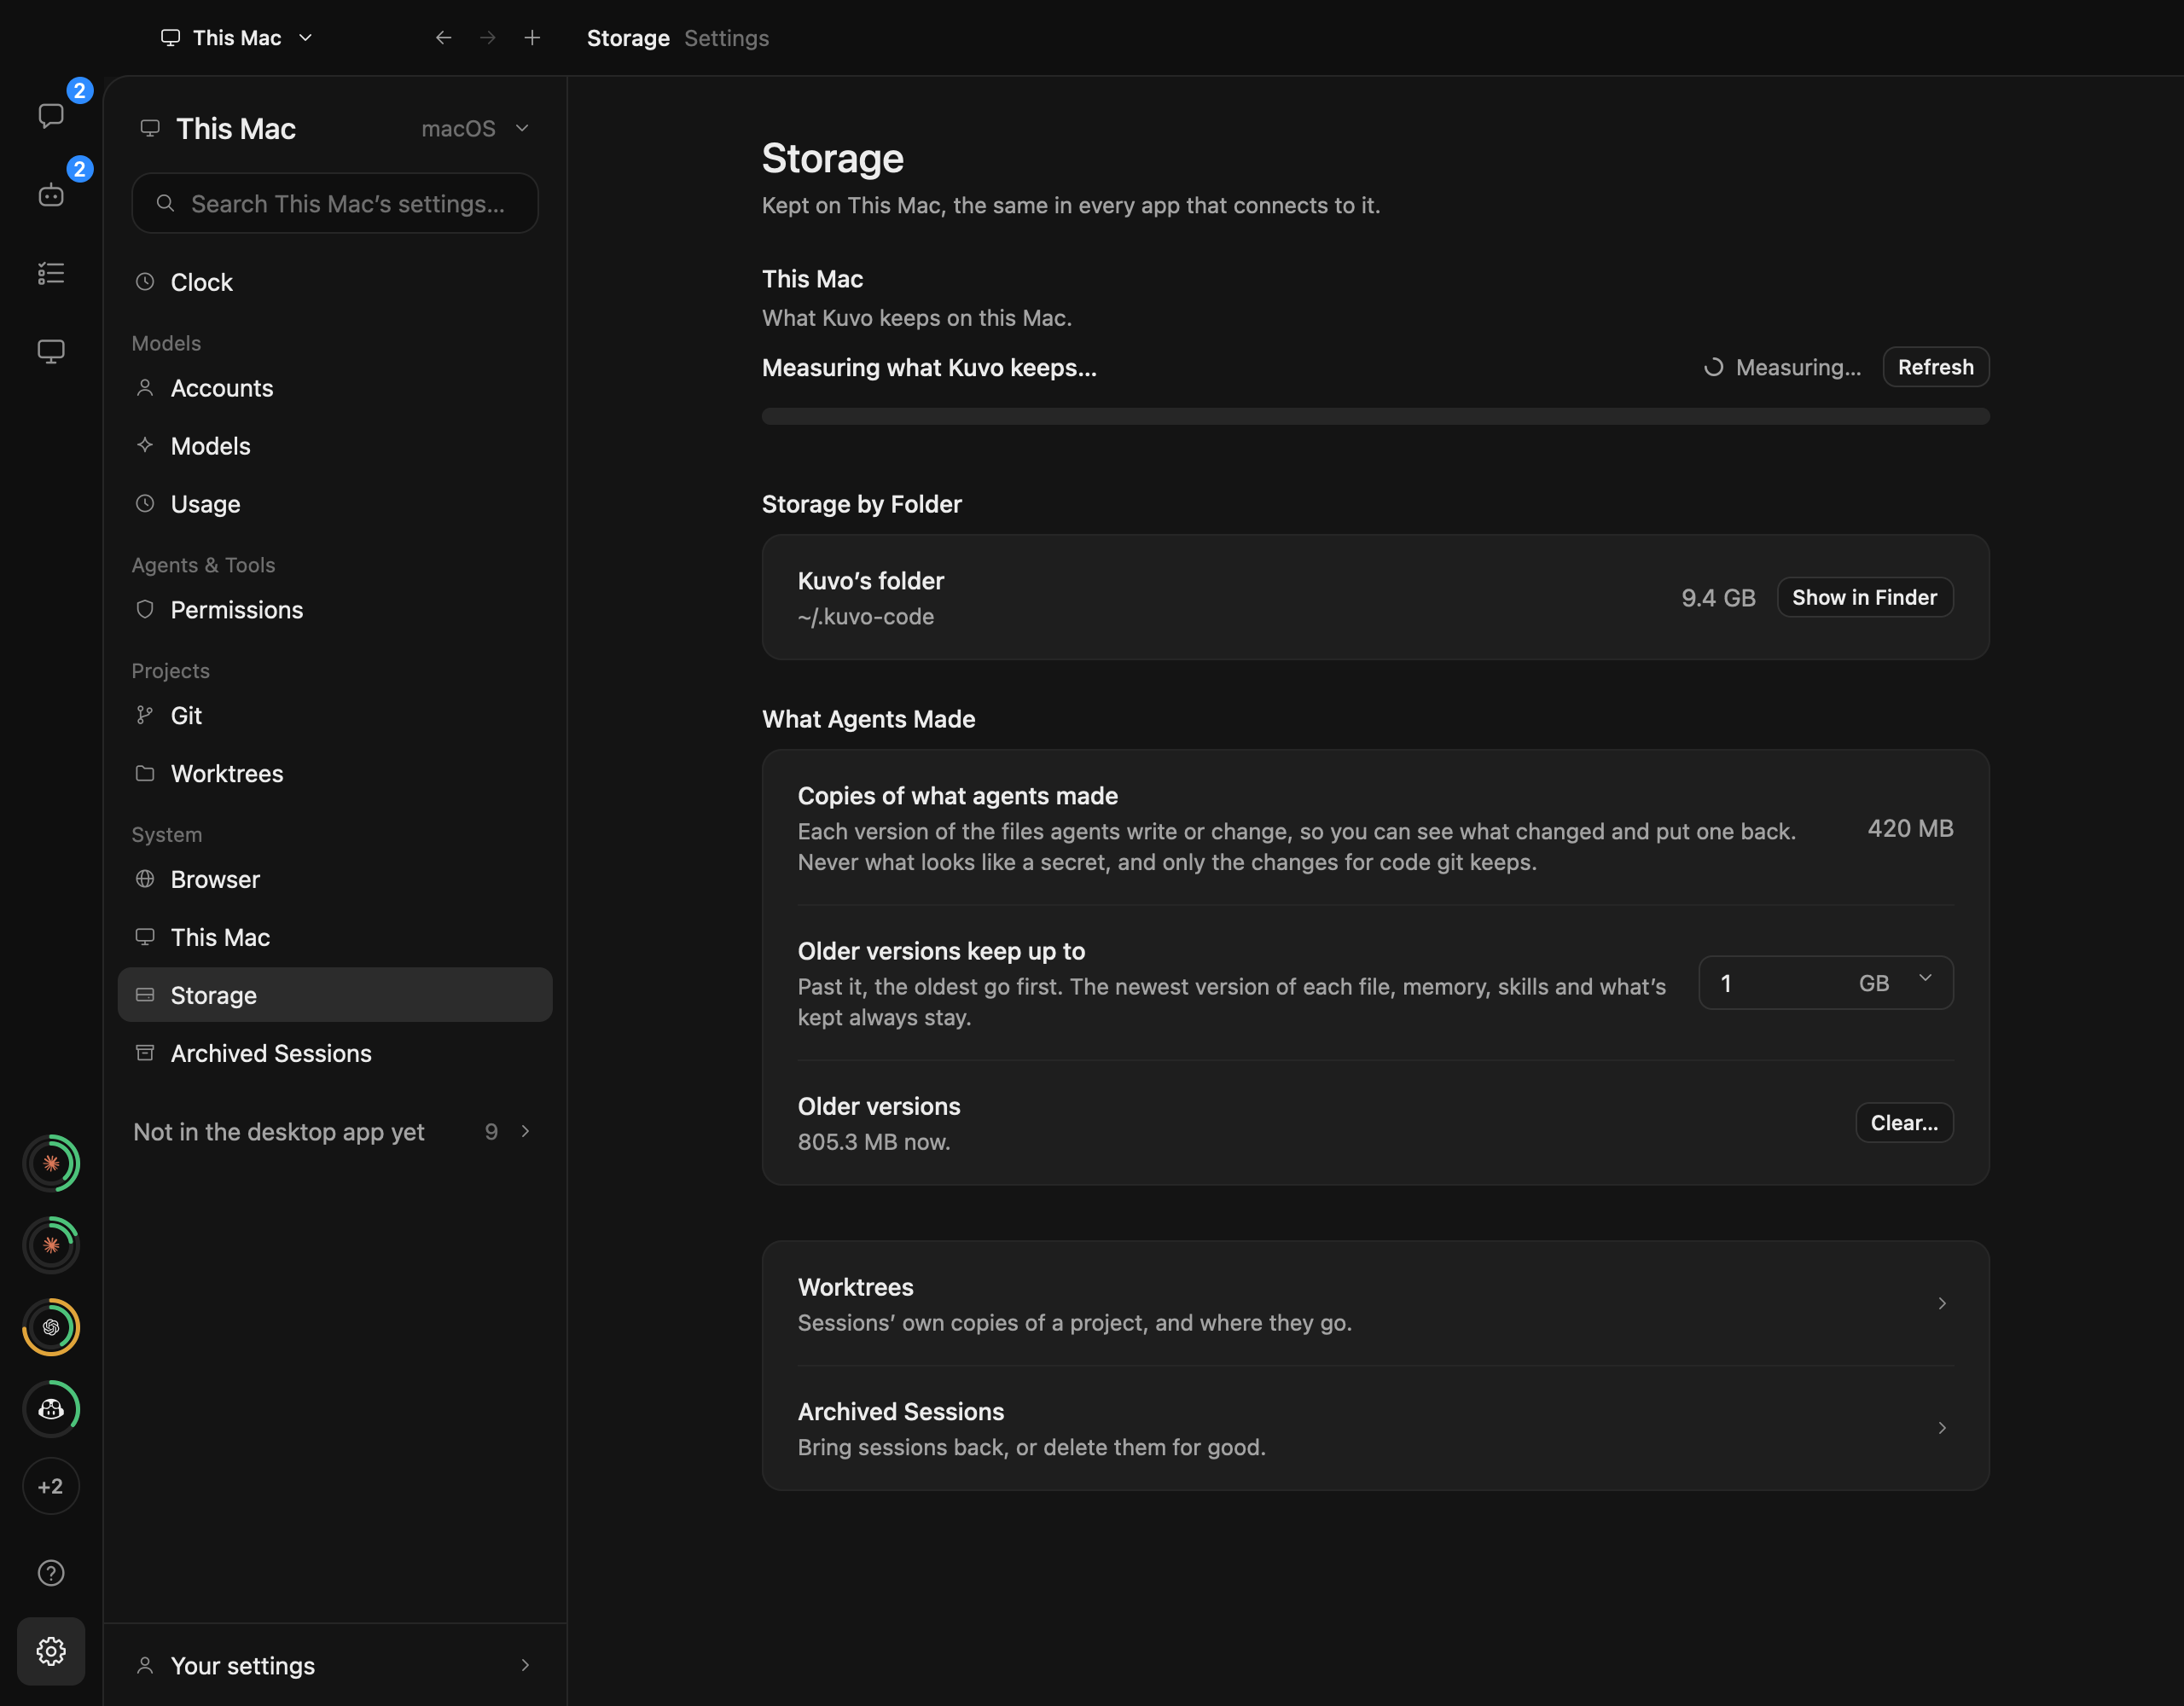 This Mac
Storage Settings
2
2
This Mac macOS
Search This Mac’s settings...
Clock
Models
Accounts
Models
Usage
Agents & Tools
Permissions
Projects
Git
Worktrees
System
Browser
This Mac
Storage
Archived Sessions
Not in the desktop app yet 9
+2
Your settings
Storage
Kept on This Mac, the same in every app that connects to it.
This Mac
What Kuvo keeps on this Mac.
Measuring what Kuvo keeps... Measuring... Refresh
Storage by Folder
Kuvo’s folder
~/.kuvo-code
9.4 GB Show in Finder
What Agents Made
Copies of what agents made
Each version of the files agents write or change, so you can see what changed and put one back.
Never what looks like a secret, and only the changes for code git keeps.
420 MB
Older versions keep up to
Past it, the oldest go first. The newest version of each file, memory, skills and what’s
kept always stay.
1 GB
Older versions
805.3 MB now.
Clear...
Worktrees
Sessions’ own copies of a project, and where they go.
Archived Sessions
Bring sessions back, or delete them for good.